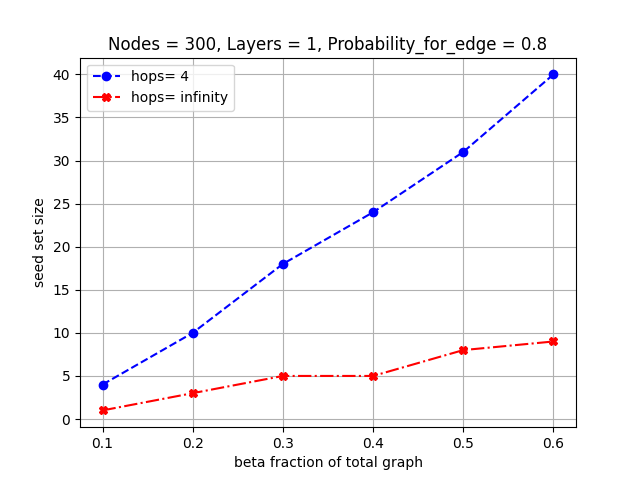 Nodes = 300, Layers = 1, Probability_for_edge = 0.8
hops= 4
hops= infinity
seed set size
40
35
30
25
20
15
10
5
0
0.1 0.2 0.3 0.4 0.5 0.6
beta fraction of total graph